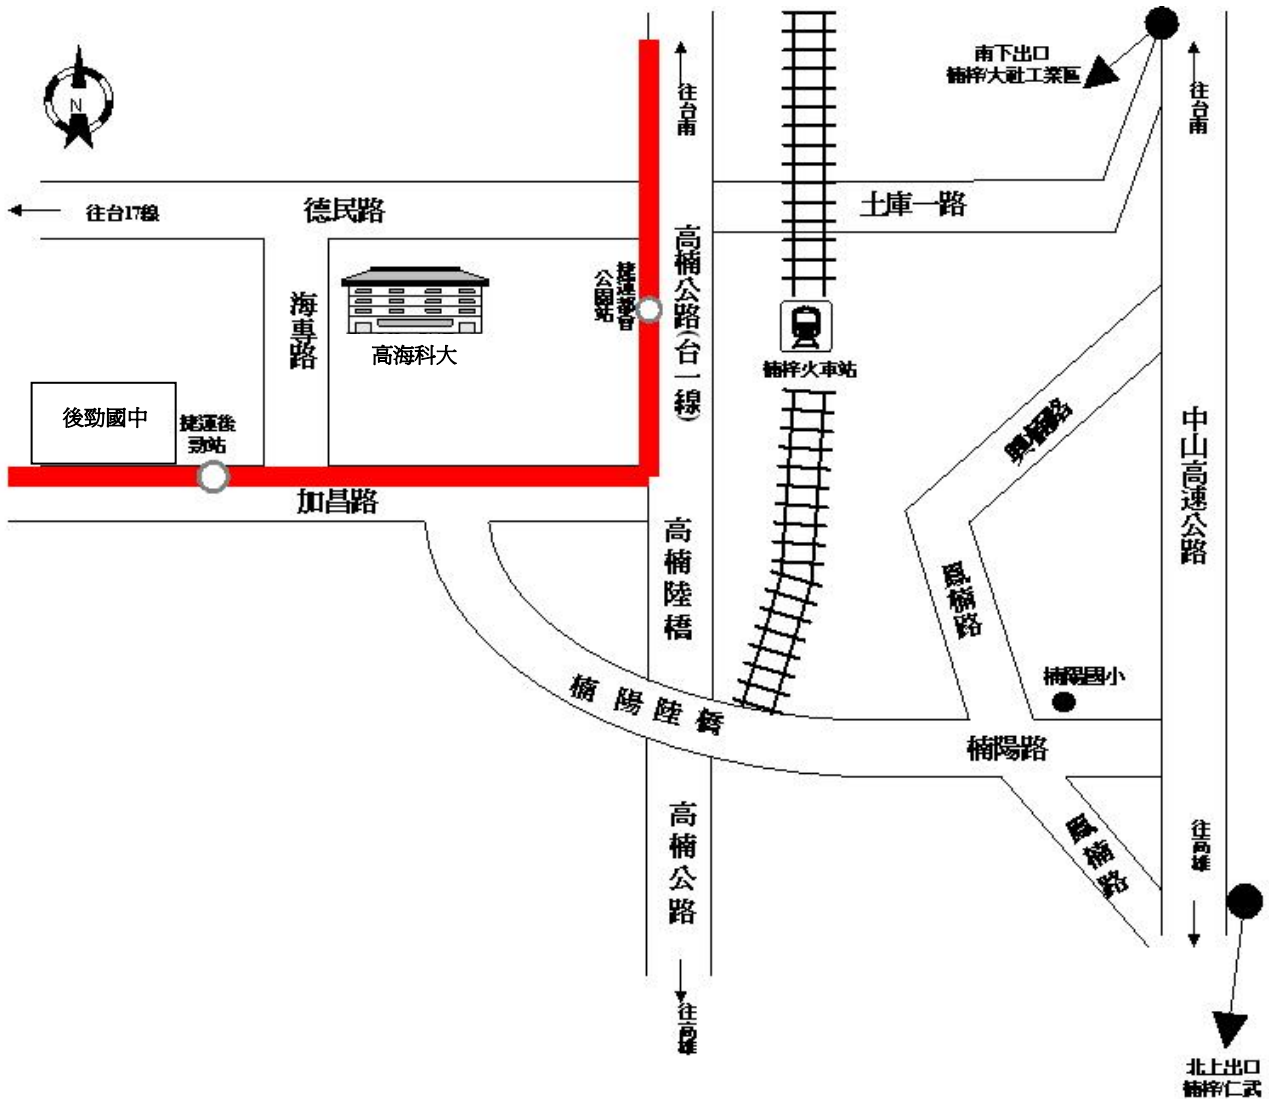 N
南下出口
楠梓/大社工業區
往台南
往台南
往台17線
德民路
土庫一路
高楠公路(台一線)
捷運都會
公園站
海專路
高海科大
楠梓火車站
後勁國中
捷運後
勁站
加昌路
興楠路
中山高速公路
高楠陸橋
鳳楠路
楠陽國小
楠陽陸橋
楠陽路
高楠公路
鳳楠路
往高雄
往高雄
北上出口
楠梓/仁武